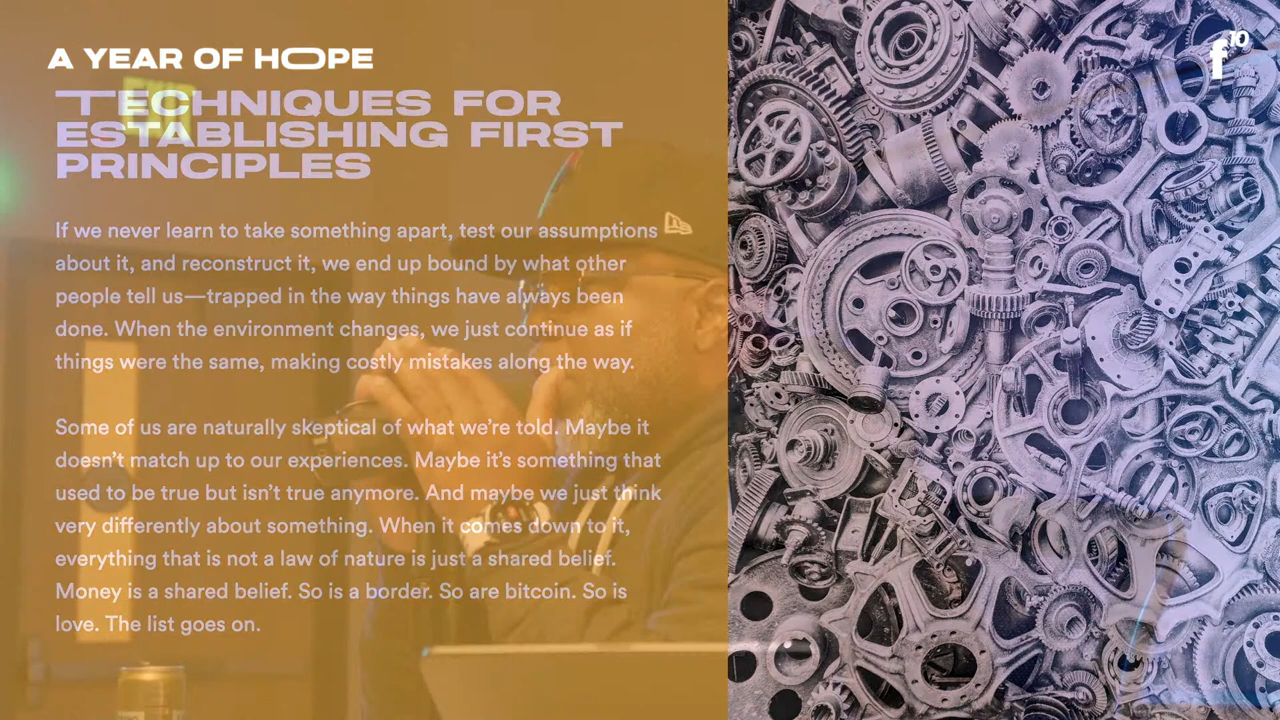 A YEAR OF HOPE
f10
TECHNIQUES FOR
ESTABLISHING FIRST
PRINCIPLES
If we never learn to take something apart, test our assumptions
about it, and reconstruct it, we end up bound by what other
people tell us—trapped in the way things have always been
done. When the environment changes, we just continue as if
things were the same, making costly mistakes along the way.
Some of us are naturally skeptical of what we’re told. Maybe it
doesn’t match up to our experiences. Maybe it’s something that
used to be true but isn’t true anymore. And maybe we just think
very differently about something. When it comes down to it,
everything that is not a law of nature is just a shared belief.
Money is a shared belief. So is a border. So are bitcoin. So is
love. The list goes on.